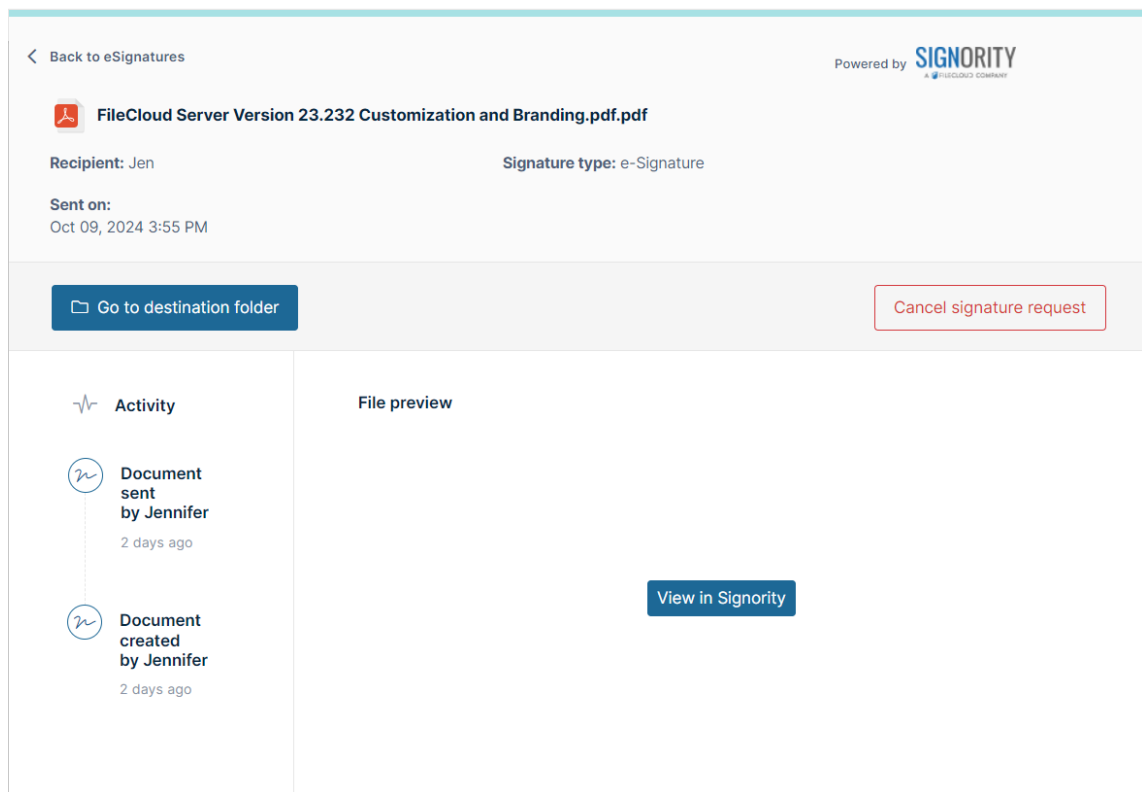 Back to eSignatures
Powered by SIGNORITY
A FILECLOUD COMPANY
FileCloud Server Version 23.232 Customization and Branding.pdf.pdf
Recipient: Jen
Signature type: e-Signature
Sent on:
Oct 09, 2024 3:55 PM
Go to destination folder
Cancel signature request
Activity
File preview
Document
sent
by Jennifer
2 days ago
View in Signority
Document
created
by Jennifer
2 days ago